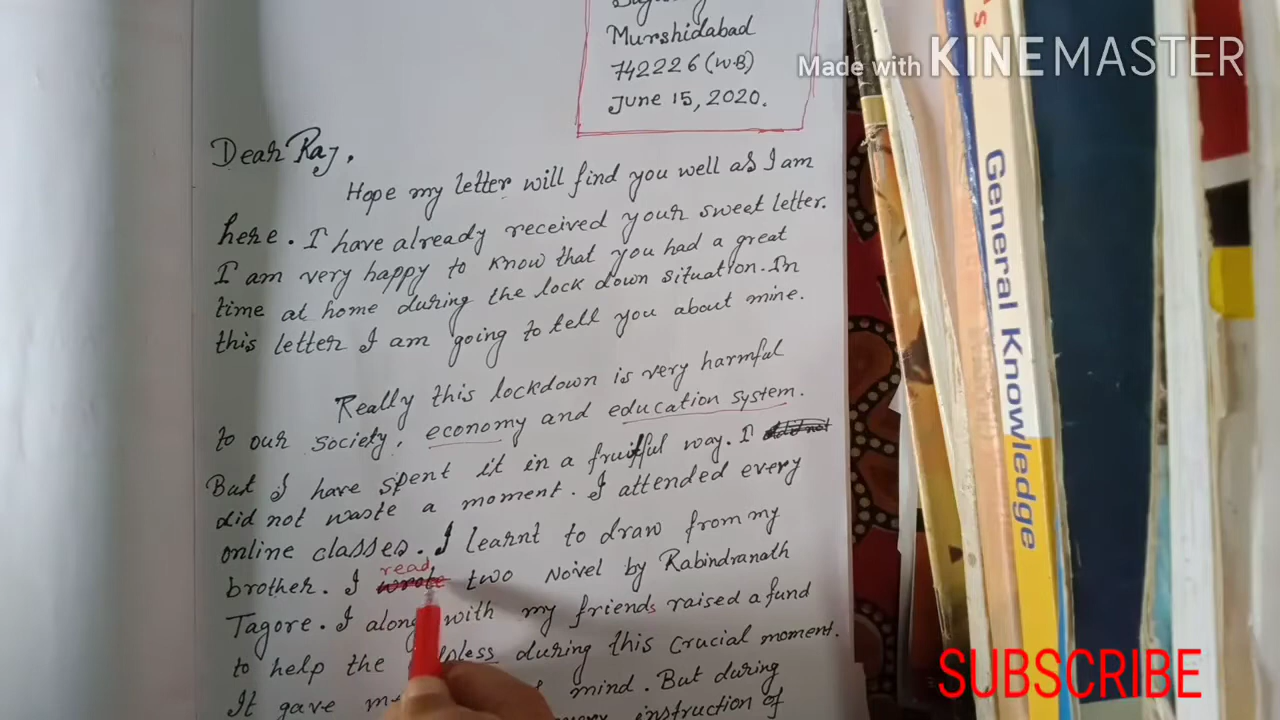 Murshidabad
742226 (W.B)
June 15, 2020.
Made with KINEMASTER
Dear Raj,
Hope my letter will find you well as I am
here. I have already received your sweet letter.
I am very happy to know that you had a great
time at home during the lock down situation. In
this letter I am going to tell you about mine.
Really this lockdown is very harmful
to our society, economy and education system.
But I have spent it in a fruitful way. I
did not waste a moment. I attended every
online classes. I learnt to draw from my
read
brother. I wrote two Novel by Rabindranath
Tagore. I along with my friends raised a fund
to help the during this crucial moment.
It gave mind. But during
instruction of
General Knowledge
SUBSCRIBE